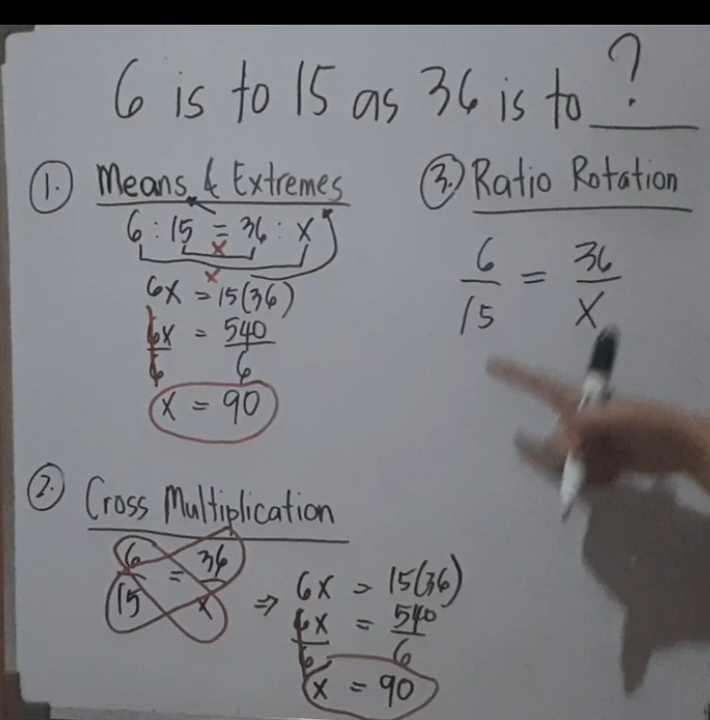 6 is to 15 as 36 is to ?
1. Means & Extremes
6 : 15 = 36 : x
x
x
6x = 15(36)
6x = 540
6 6
x = 90
2. Cross Multiplication
6 = 36
15 x
⇒ 6x = 15(36)
6x = 540
6 6
x = 90
3. Ratio Rotation
6 = 36
15 x